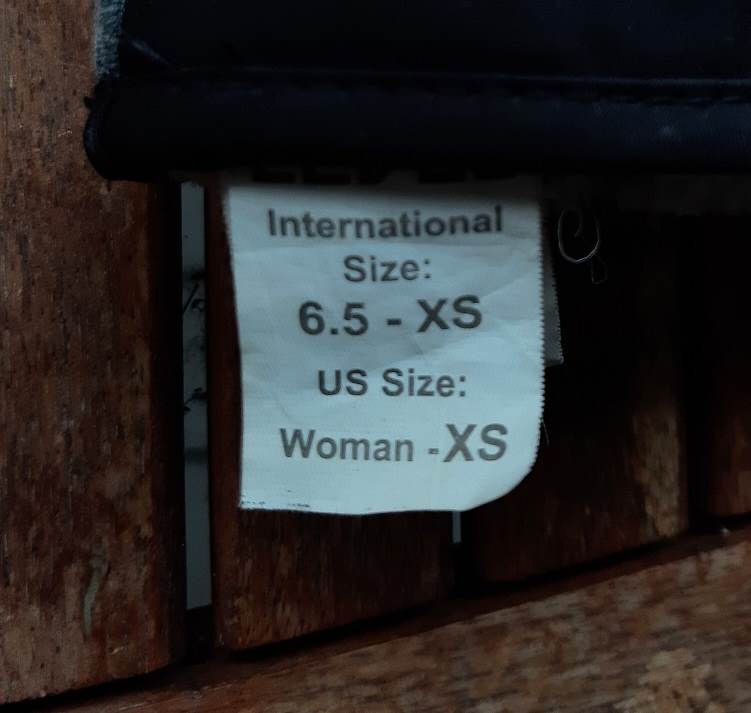 International
Size:
6.5 - XS
US Size:
Woman -XS